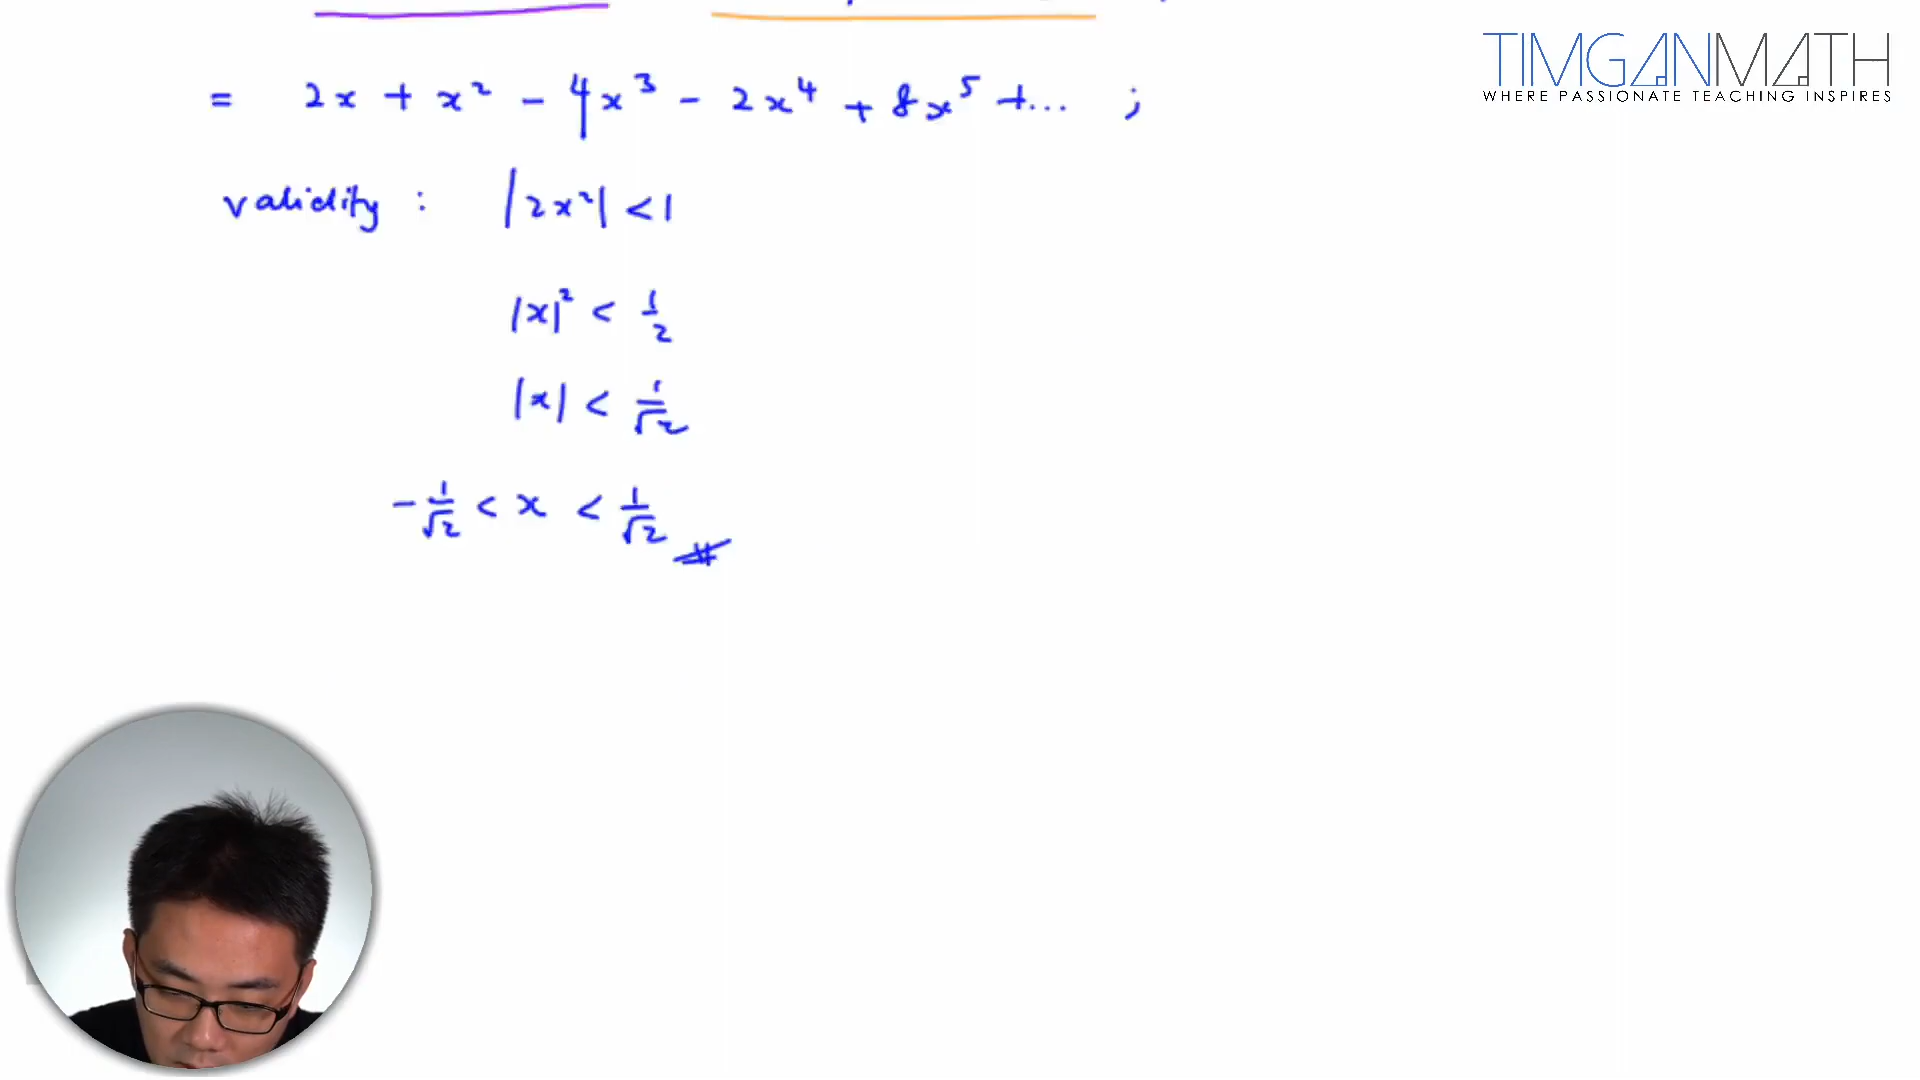 TIMGANMATH
WHERE PASSIONATE TEACHING INSPIRES
= 2x + x² - 4x³ - 2x⁴ + 8x⁵ + ... ;
validity : |2x²| < 1
|x|² < 1/2
|x| < 1/√2
-1/√2 < x < 1/√2